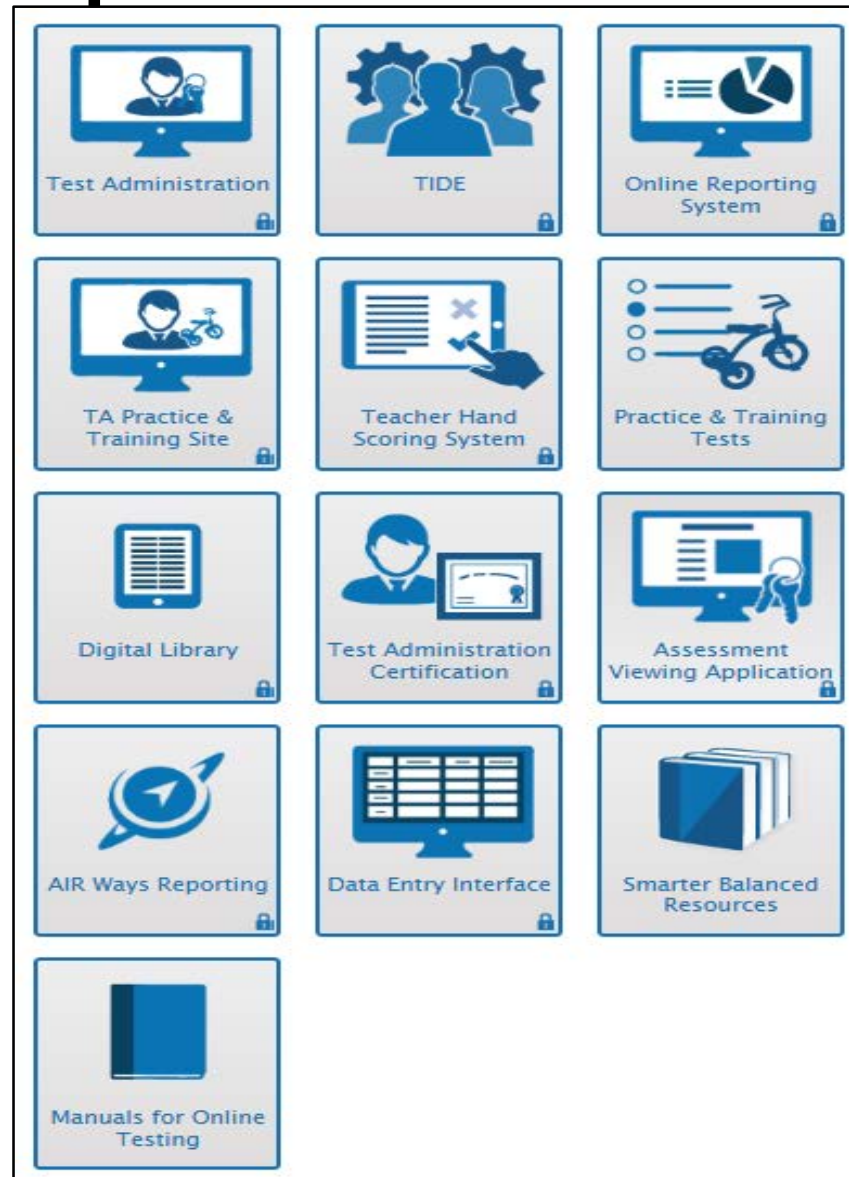 Test Administration
TIDE
Online Reporting
System
TA Practice &
Training Site
Teacher Hand
Scoring System
Practice & Training
Tests
Digital Library
Test Administration
Certification
Assessment
Viewing Application
AIR Ways Reporting
Data Entry Interface
Smarter Balanced
Resources
Manuals for Online
Testing